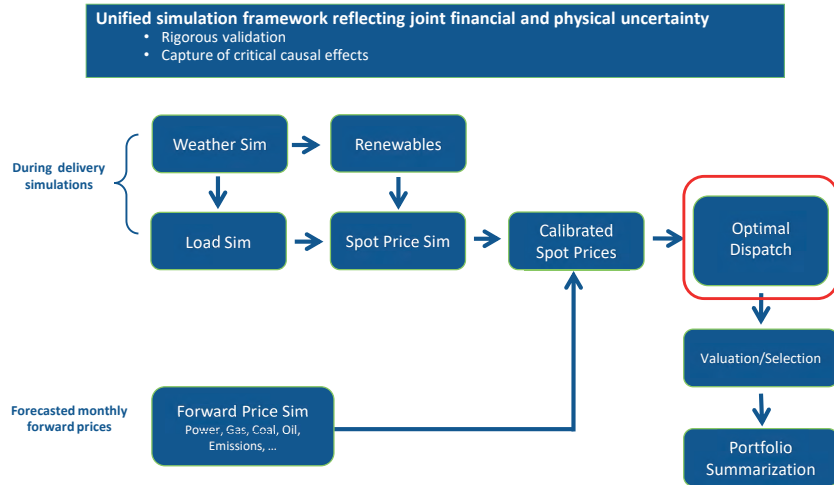 Unified simulation framework reflecting joint financial and physical uncertainty
• Rigorous validation
• Capture of critical causal effects
During delivery
simulations
Weather Sim
Renewables
Load Sim
Spot Price Sim
Calibrated
Spot Prices
Optimal
Dispatch
Valuation/Selection
Forecasted monthly
forward prices
Forward Price Sim
Power, Gas, Coal, Oil,
Emissions, ...
Portfolio
Summarization